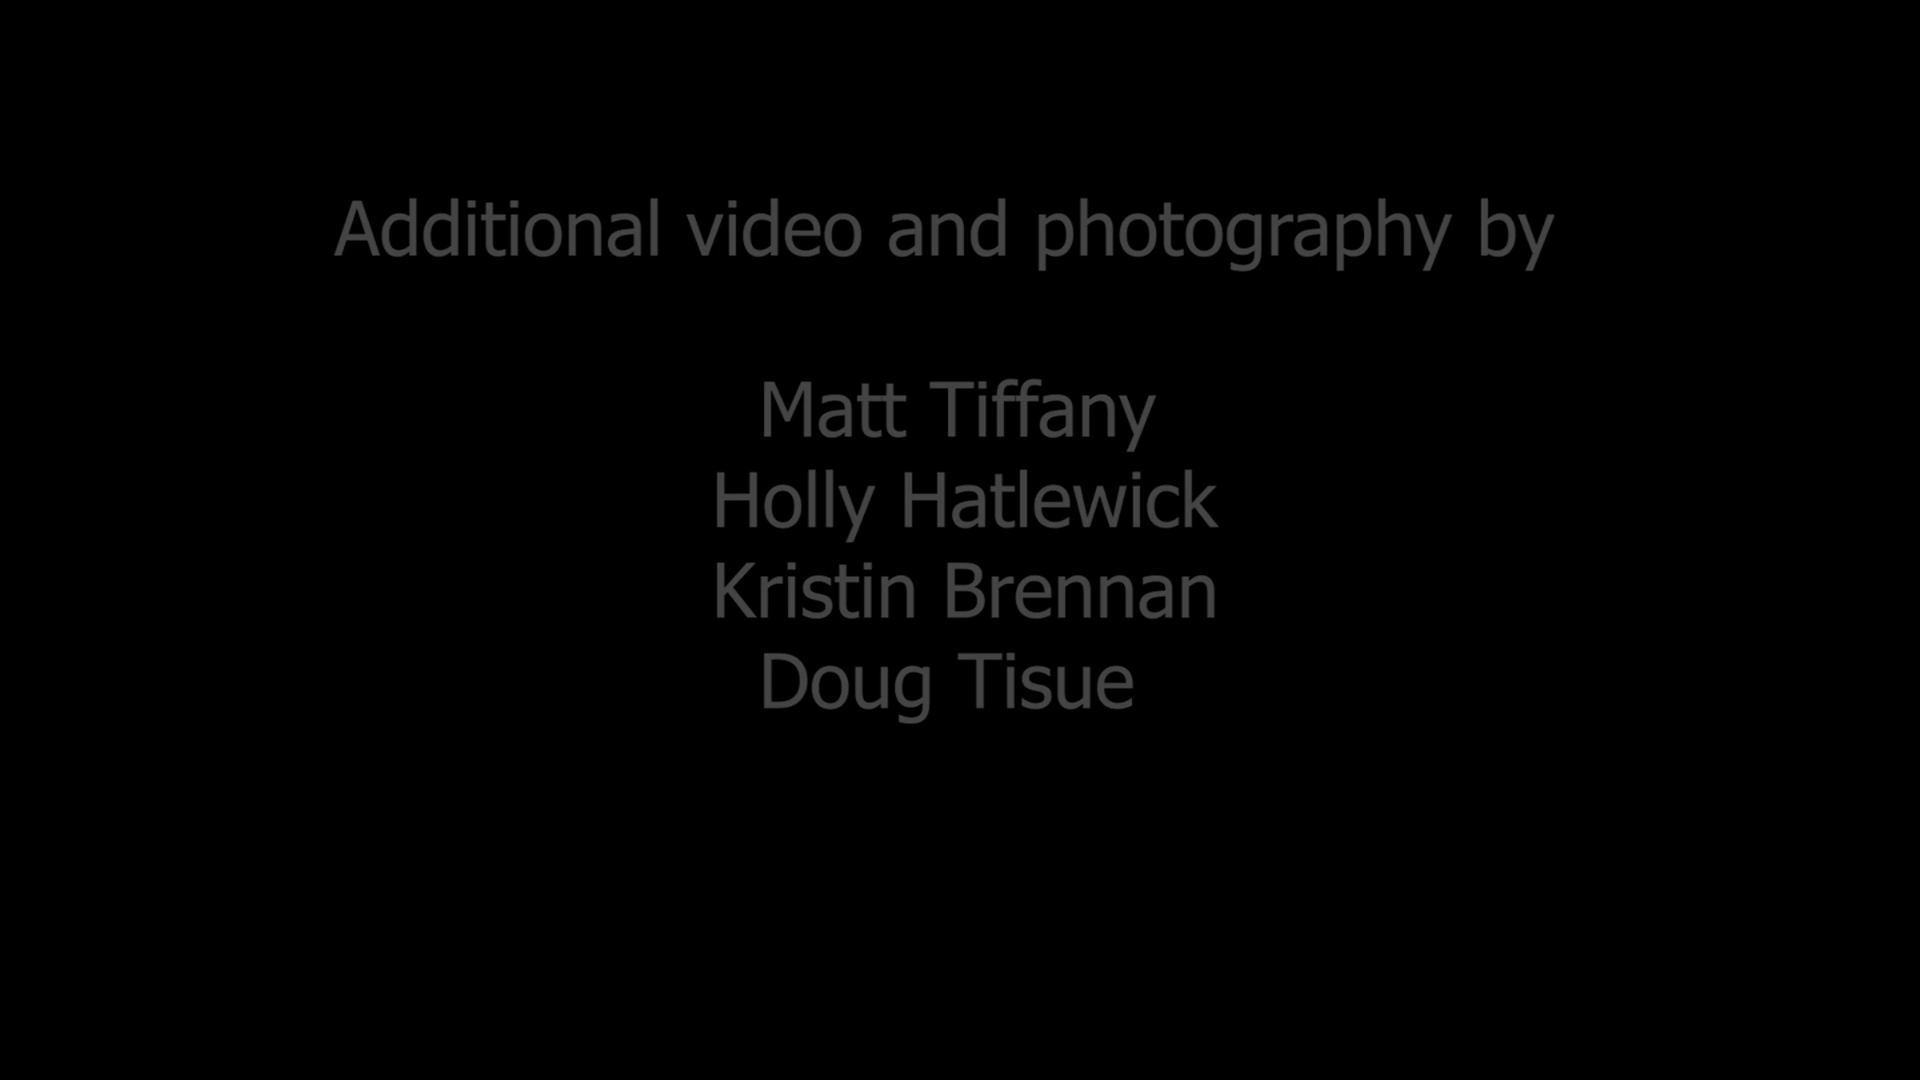 Additional video and photography by
Matt Tiffany
Holly Hatlewick
Kristin Brennan
Doug Tisue